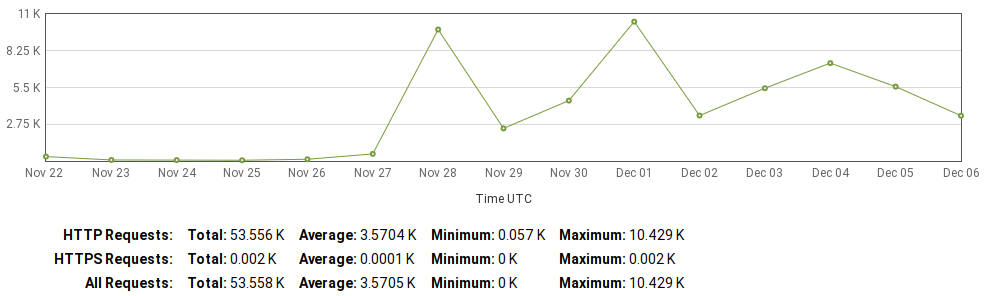 11 K
8.25 K
5.5 K
2.75 K
Nov 22 Nov 23 Nov 24 Nov 25 Nov 26 Nov 27 Nov 28 Nov 29 Nov 30 Dec 01 Dec 02 Dec 03 Dec 04 Dec 05 Dec 06
Time UTC
HTTP Requests: Total: 53.556 K Average: 3.5704 K Minimum: 0.057 K Maximum: 10.429 K
HTTPS Requests: Total: 0.002 K Average: 0.0001 K Minimum: 0 K Maximum: 0.002 K
All Requests: Total: 53.558 K Average: 3.5705 K Minimum: 0 K Maximum: 10.429 K